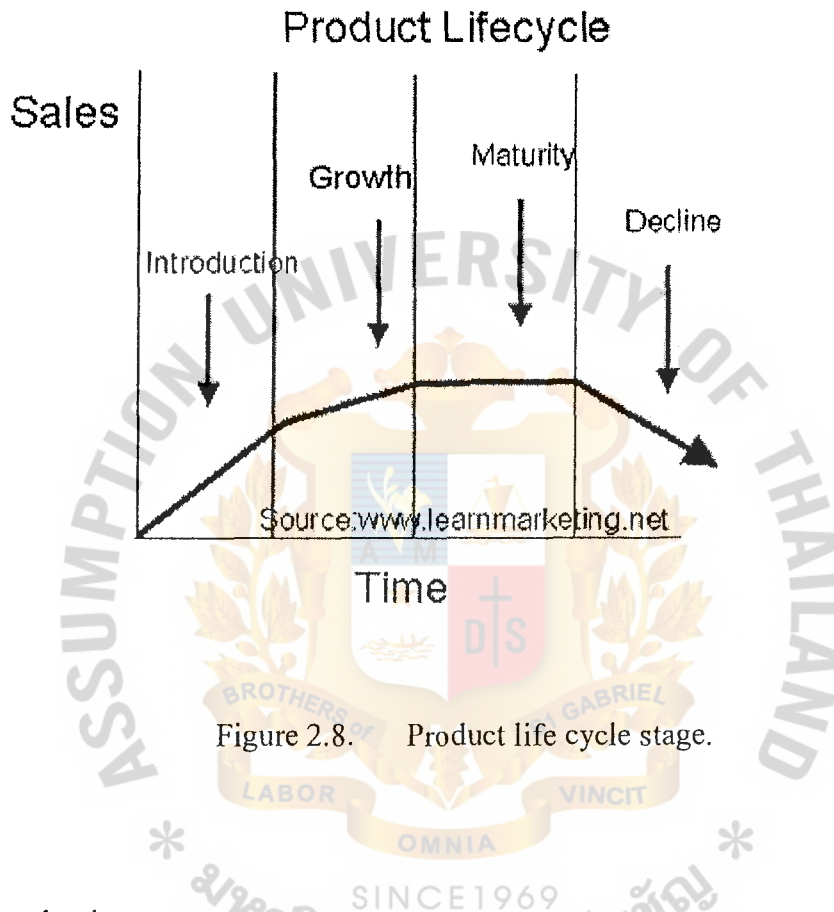 Product Lifecycle
Sales
Growth
Maturity
Decline
Introduction
Source:www.learnmarketing.net
Time
Figure 2.8. Product life cycle stage.
ASSUMPTION UNIVERSITY OF THAILAND
A M
D S
BROTHERS of GABRIEL
LABOR
VINCIT
OMNIA
SINCE1969